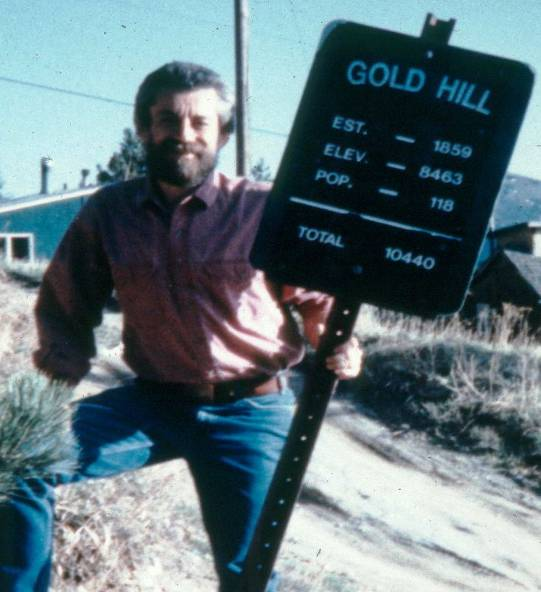 GOLD HILL
EST. — 1859
ELEV. — 8463
POP. — 118
TOTAL 10440